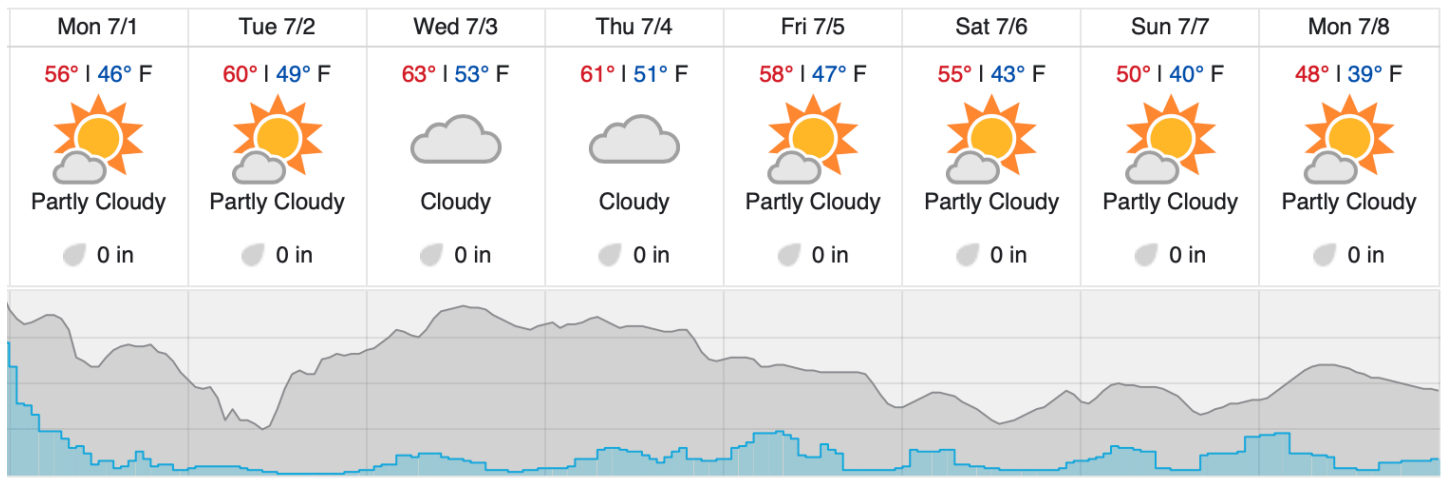 Mon 7/1 Tue 7/2 Wed 7/3 Thu 7/4 Fri 7/5 Sat 7/6 Sun 7/7 Mon 7/8
56° | 46° F 60° | 49° F 63° | 53° F 61° | 51° F 58° | 47° F 55° | 43° F 50° | 40° F 48° | 39° F
Partly Cloudy Partly Cloudy Cloudy Cloudy Partly Cloudy Partly Cloudy Partly Cloudy Partly Cloudy
0 in 0 in 0 in 0 in 0 in 0 in 0 in 0 in